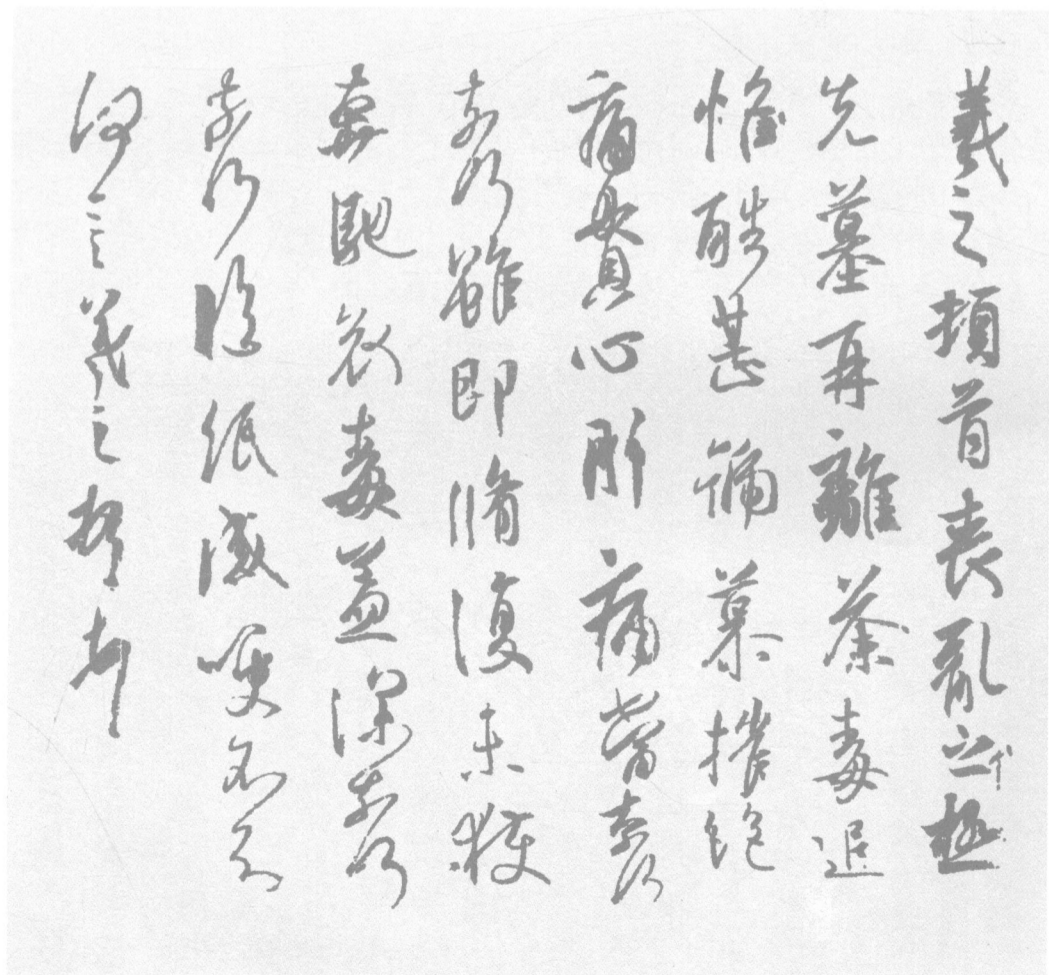 羲之頓首喪亂之極
先墓再離荼毒追
惟酷甚號慕摧絕
痛貫心肝痛當奈何
奈何雖即脩復未獲
奔馳哀毒益深奈何
奈何臨紙感哽不知
何言羲之頓首頓首